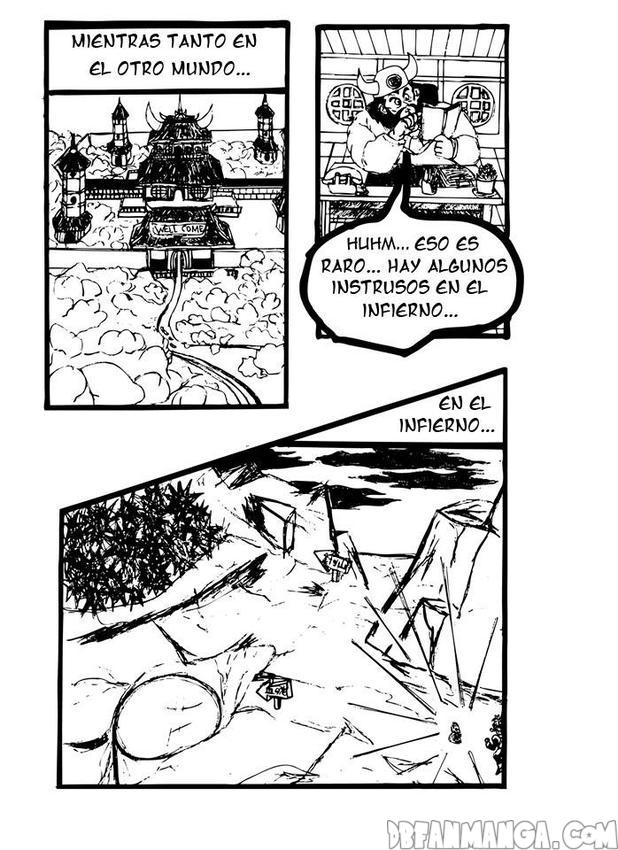 MIENTRAS TANTO EN
EL OTRO MUNDO...
WELL COME
HUHM... ESO ES
RARO... HAY ALGUNOS
INSTRUSOS EN EL
INFIERNO...
EN EL
INFIERNO...
DBFANMANGA.COM